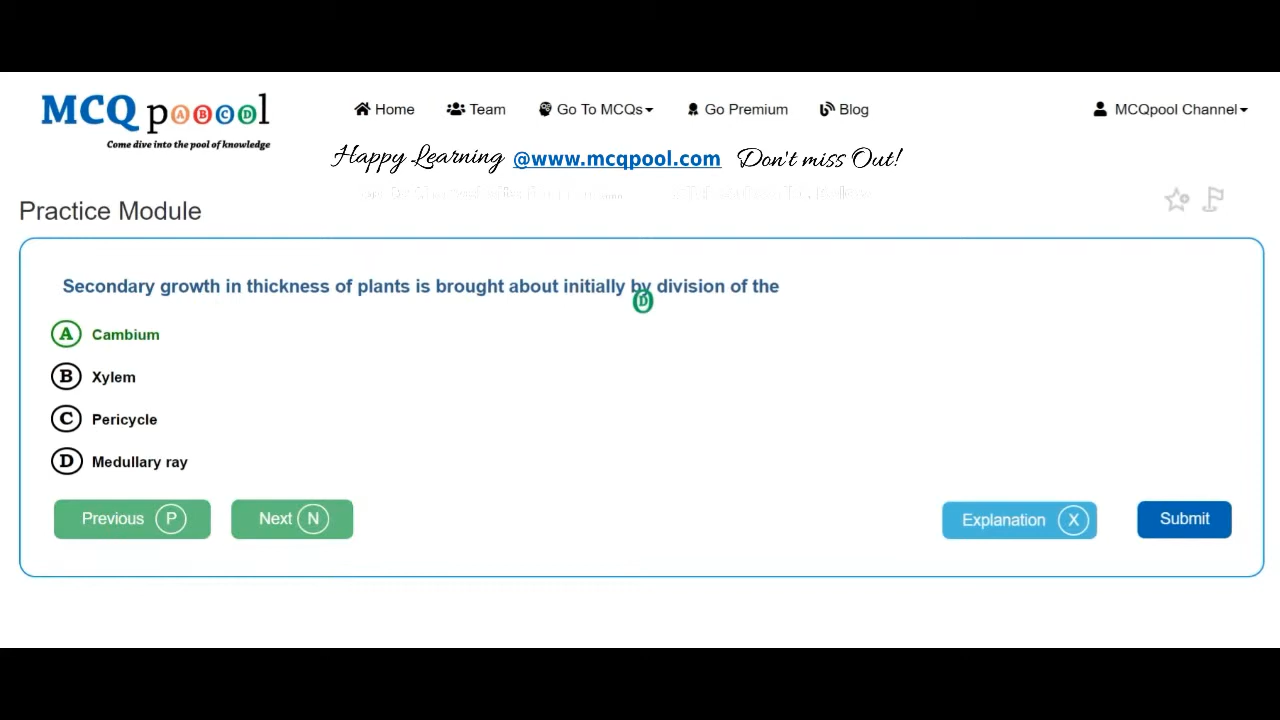 MCQ pooool Home Team Go To MCQs Go Premium Blog MCQpool Channel
Come dive into the pool of knowledge
Happy Learning @www.mcqpool.com Don't miss Out!
Practice Module
Secondary growth in thickness of plants is brought about initially by division of the
A Cambium
B Xylem
C Pericycle
D Medullary ray
Previous P Next N Explanation X Submit